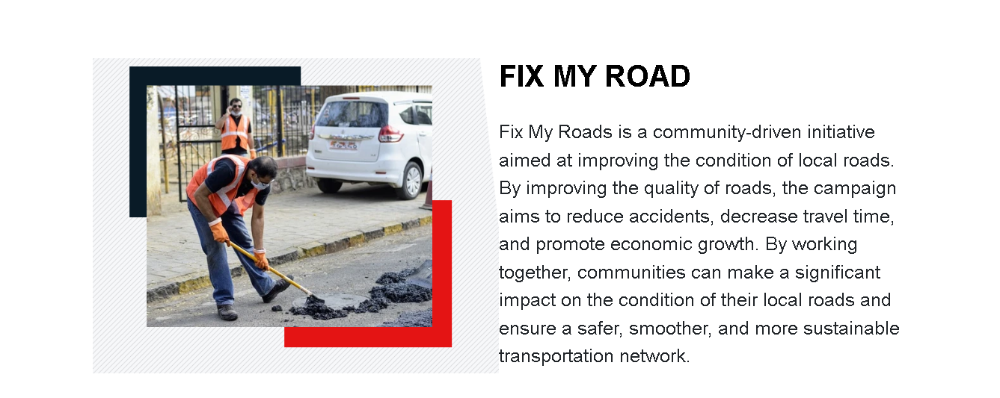 FIX MY ROAD
Fix My Roads is a community-driven initiative
aimed at improving the condition of local roads.
By improving the quality of roads, the campaign
aims to reduce accidents, decrease travel time,
and promote economic growth. By working
together, communities can make a significant
impact on the condition of their local roads and
ensure a safer, smoother, and more sustainable
transportation network.